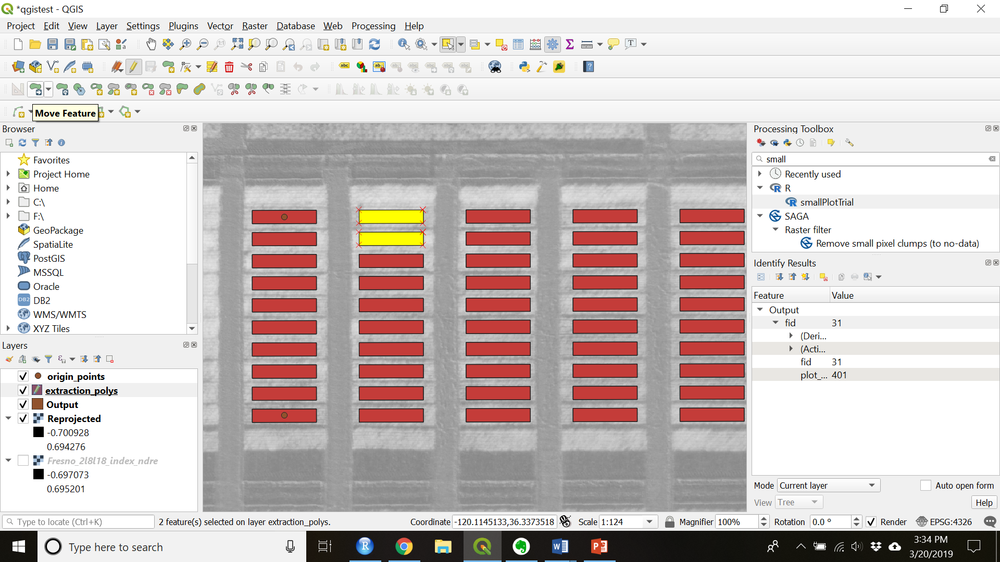 *qgistest - QGIS
Project Edit View Layer Settings Plugins Vector Raster Database Web Processing Help
Move Feature
Browser
Favorites
Project Home
Home
C:\
F:\
GeoPackage
SpatiaLite
PostGIS
MSSQL
Oracle
DB2 DB2
WMS/WMTS
XYZ Tiles
Layers
origin_points
extraction_polys
Output
Reprojected
-0.700928
0.694276
Fresno_2l8l18_index_ndre
-0.697073
0.695201
Processing Toolbox
small
Recently used
R
smallPlotTrial
SAGA
Raster filter
Remove small pixel clumps (to no-data)
Identify Results
Feature Value
Output
fid 31
(Deri...
(Acti...
fid 31
plot_... 401
Mode Current layer Auto open form
View Tree Help
Type to locate (Ctrl+K) 2 feature(s) selected on layer extraction_polys. Coordinate -120.1145133,36.3373518 Scale 1:124 Magnifier 100% Rotation 0.0 ° Render EPSG:4326
Type here to search
3:34 PM
3/20/2019